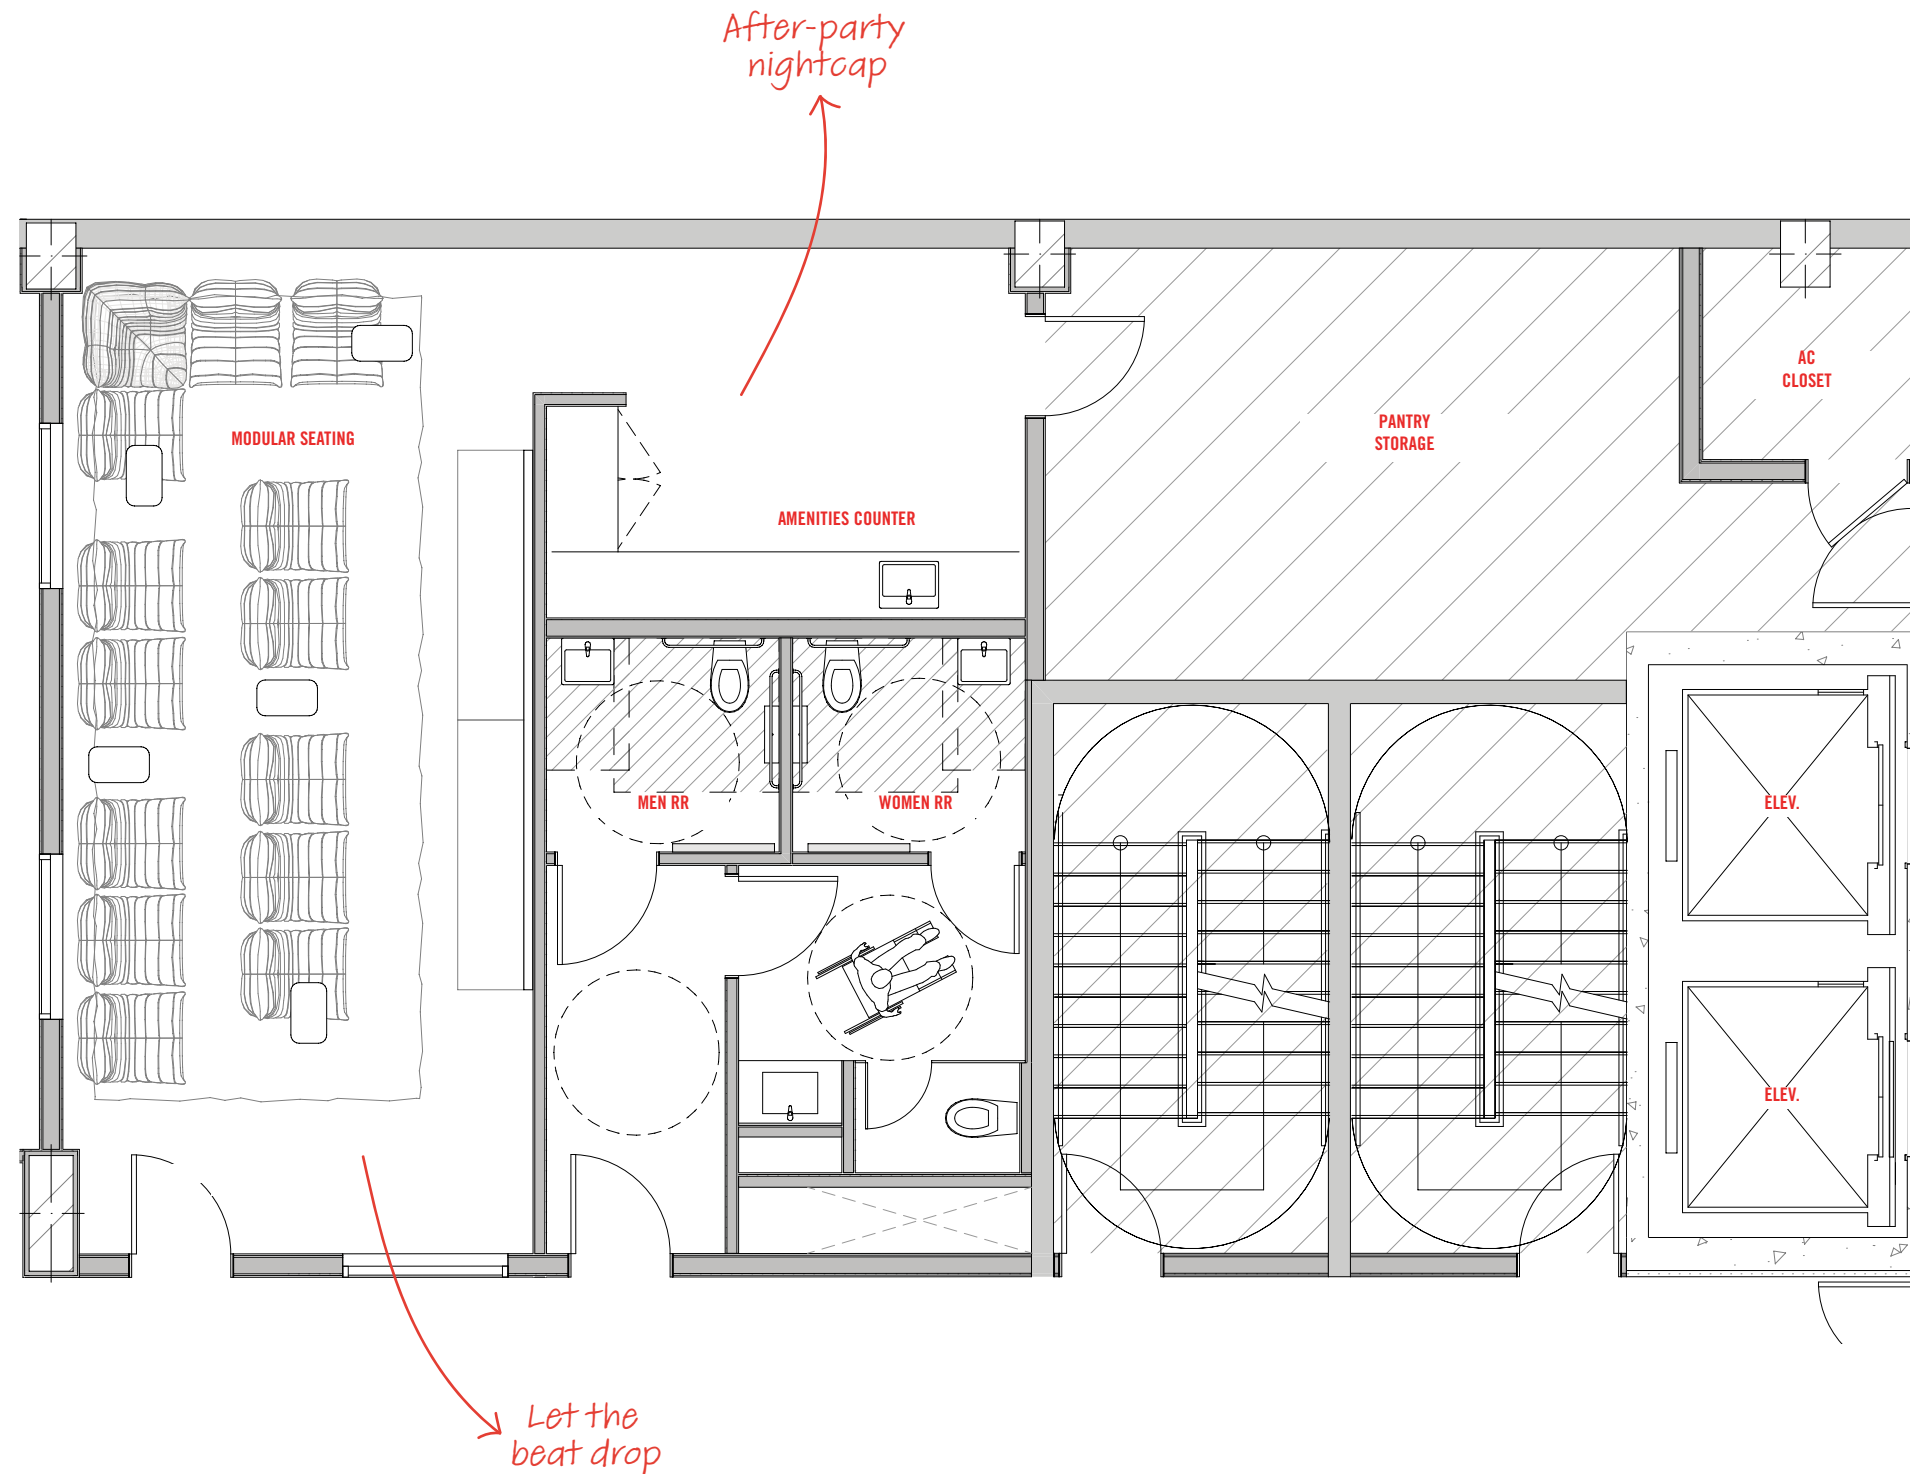 After-party
nightcap
AC
CLOSET
PANTRY
STORAGE
MODULAR SEATING
AMENITIES COUNTER
MEN RR
WOMEN RR
ELEV.
ELEV.
Let the
beat drop